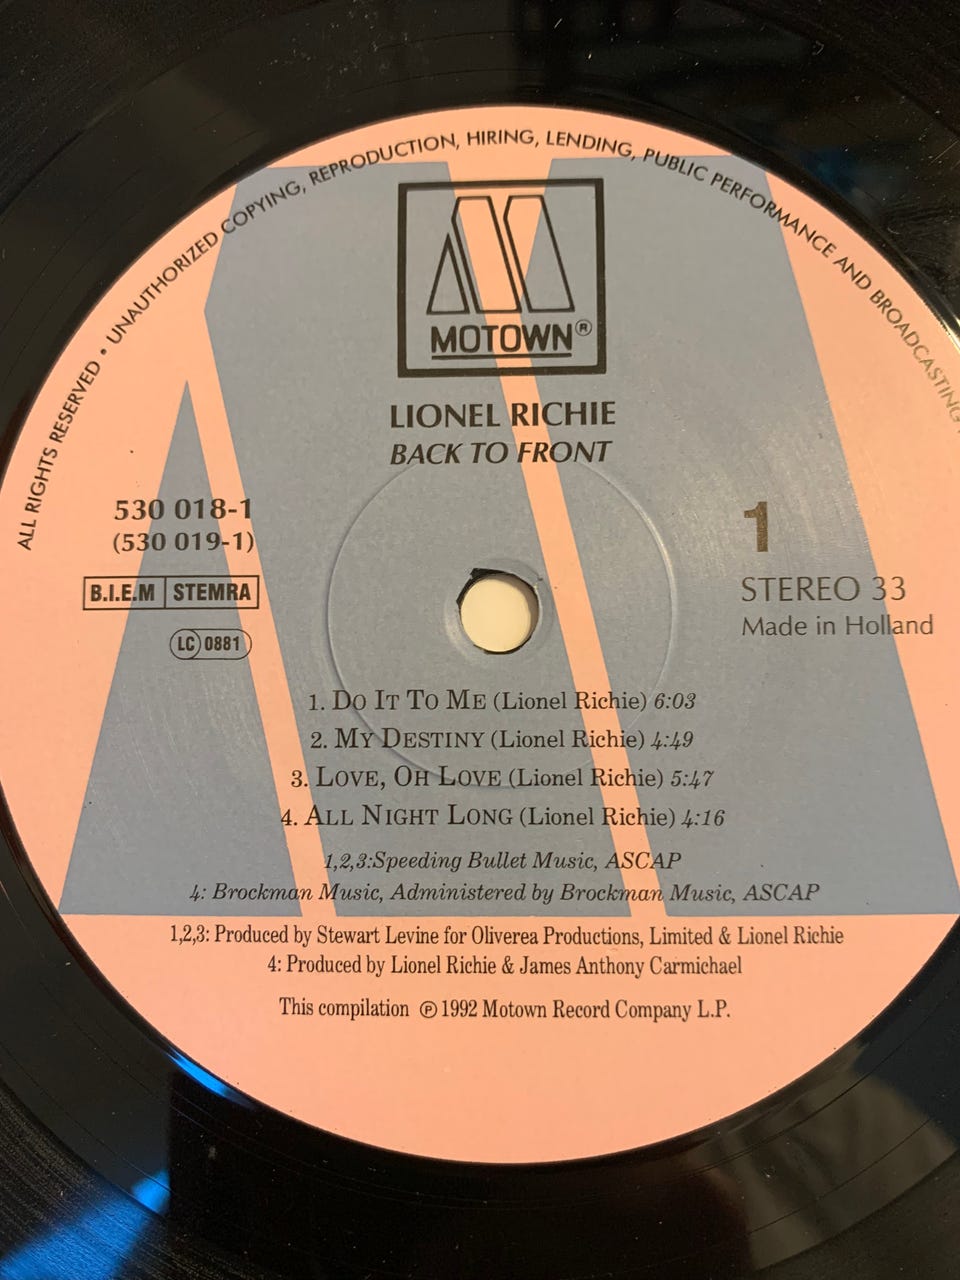 ALL RIGHTS RESERVED • UNAUTHORIZED COPYING, REPRODUCTION, HIRING, LENDING, PUBLIC PERFORMANCE AND BROADCASTING
MOTOWN®
LIONEL RICHIE
BACK TO FRONT
530 018-1
(530 019-1)
B.I.E.M STEMRA
LC 0881
1
STEREO 33
Made in Holland
1. DO IT TO ME (Lionel Richie) 6:03
2. MY DESTINY (Lionel Richie) 4:49
3. LOVE, OH LOVE (Lionel Richie) 5:47
4. ALL NIGHT LONG (Lionel Richie) 4:16
1,2,3:Speeding Bullet Music, ASCAP
4: Brockman Music, Administered by Brockman Music, ASCAP
1,2,3: Produced by Stewart Levine for Oliverea Productions, Limited & Lionel Richie
4: Produced by Lionel Richie & James Anthony Carmichael
This compilation ℗ 1992 Motown Record Company L.P.